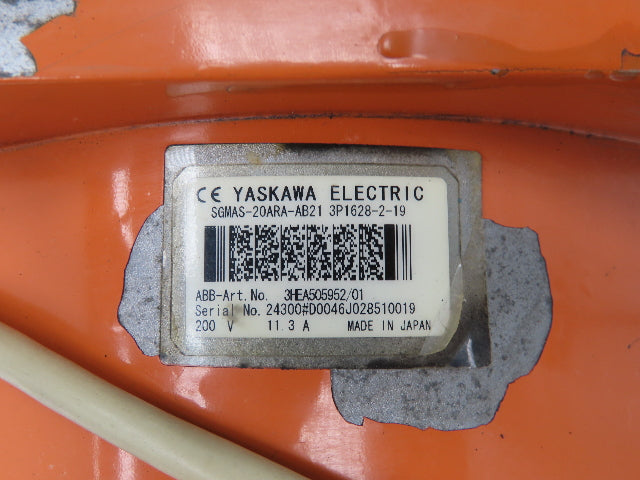 CE YASKAWA ELECTRIC
SGMAS-20ARA-AB21 3P1628-2-19
ABB-Art.No. 3HEA505952/01
Serial No. 24300#D0046J028510019
200 V 11.3 A MADE IN JAPAN